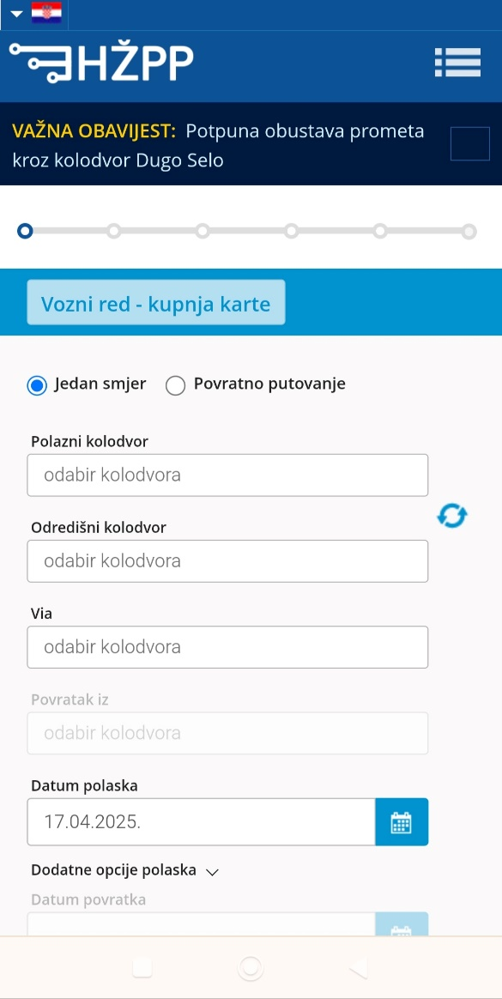 HŽPP
VAŽNA OBAVIJEST: Potpuna obustava prometa
kroz kolodvor Dugo Selo
Vozni red - kupnja karte
Jedan smjer Povratno putovanje
Polazni kolodvor
odabir kolodvora
Odredišni kolodvor
odabir kolodvora
Via
odabir kolodvora
Povratak iz
odabir kolodvora
Datum polaska
17.04.2025.
Dodatne opcije polaska
Datum povratka